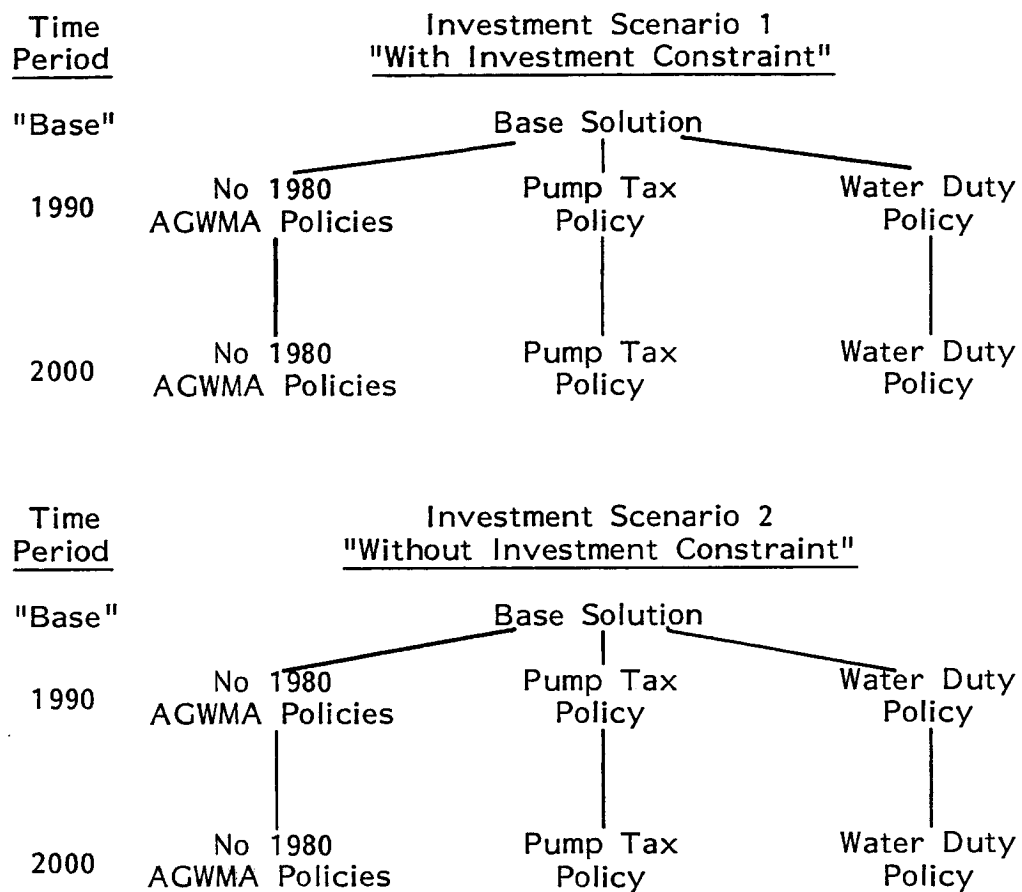 Time Investment Scenario 1
Period "With Investment Constraint"
"Base" Base Solution
No 1980 Pump Tax Water Duty
1990 AGWMA Policies Policy Policy
No 1980 Pump Tax Water Duty
2000 AGWMA Policies Policy Policy
Time Investment Scenario 2
Period "Without Investment Constraint"
"Base" Base Solution
No 1980 Pump Tax Water Duty
1990 AGWMA Policies Policy Policy
No 1980 Pump Tax Water Duty
2000 AGWMA Policies Policy Policy